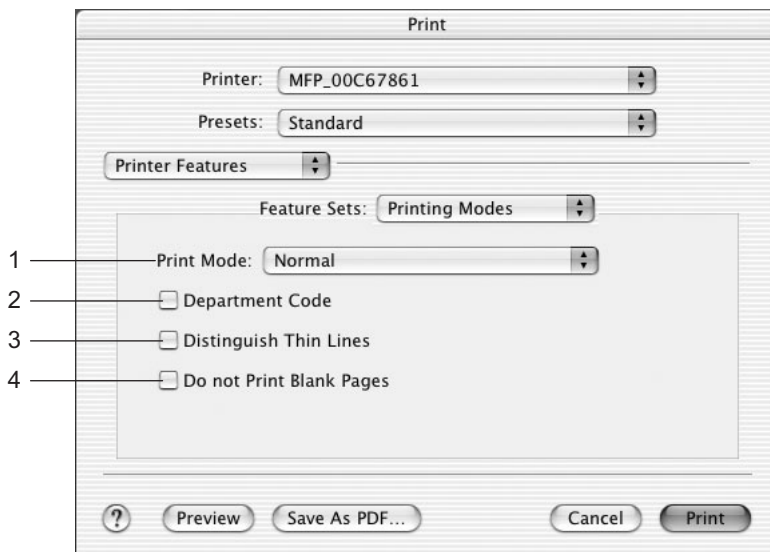 Print
Printer: MFP_00C67861
Presets: Standard
Printer Features
Feature Sets: Printing Modes
1 Print Mode: Normal
2 Department Code
3 Distinguish Thin Lines
4 Do not Print Blank Pages
? Preview Save As PDF... Cancel Print